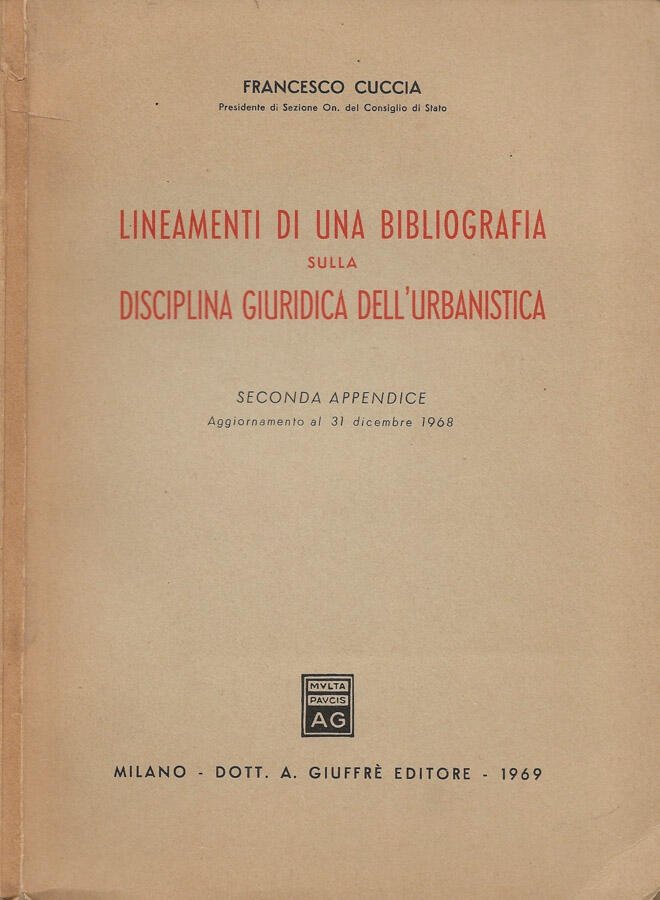 FRANCESCO CUCCIA
Presidente di Sezione On. del Consiglio di Stato
LINEAMENTI DI UNA BIBLIOGRAFIA
SULLA
DISCIPLINA GIURIDICA DELL'URBANISTICA
SECONDA APPENDICE
Aggiornamento al 31 dicembre 1968
MVLTA
PAVCIS
AG
MILANO - DOTT. A. GIUFFRÈ EDITORE - 1969